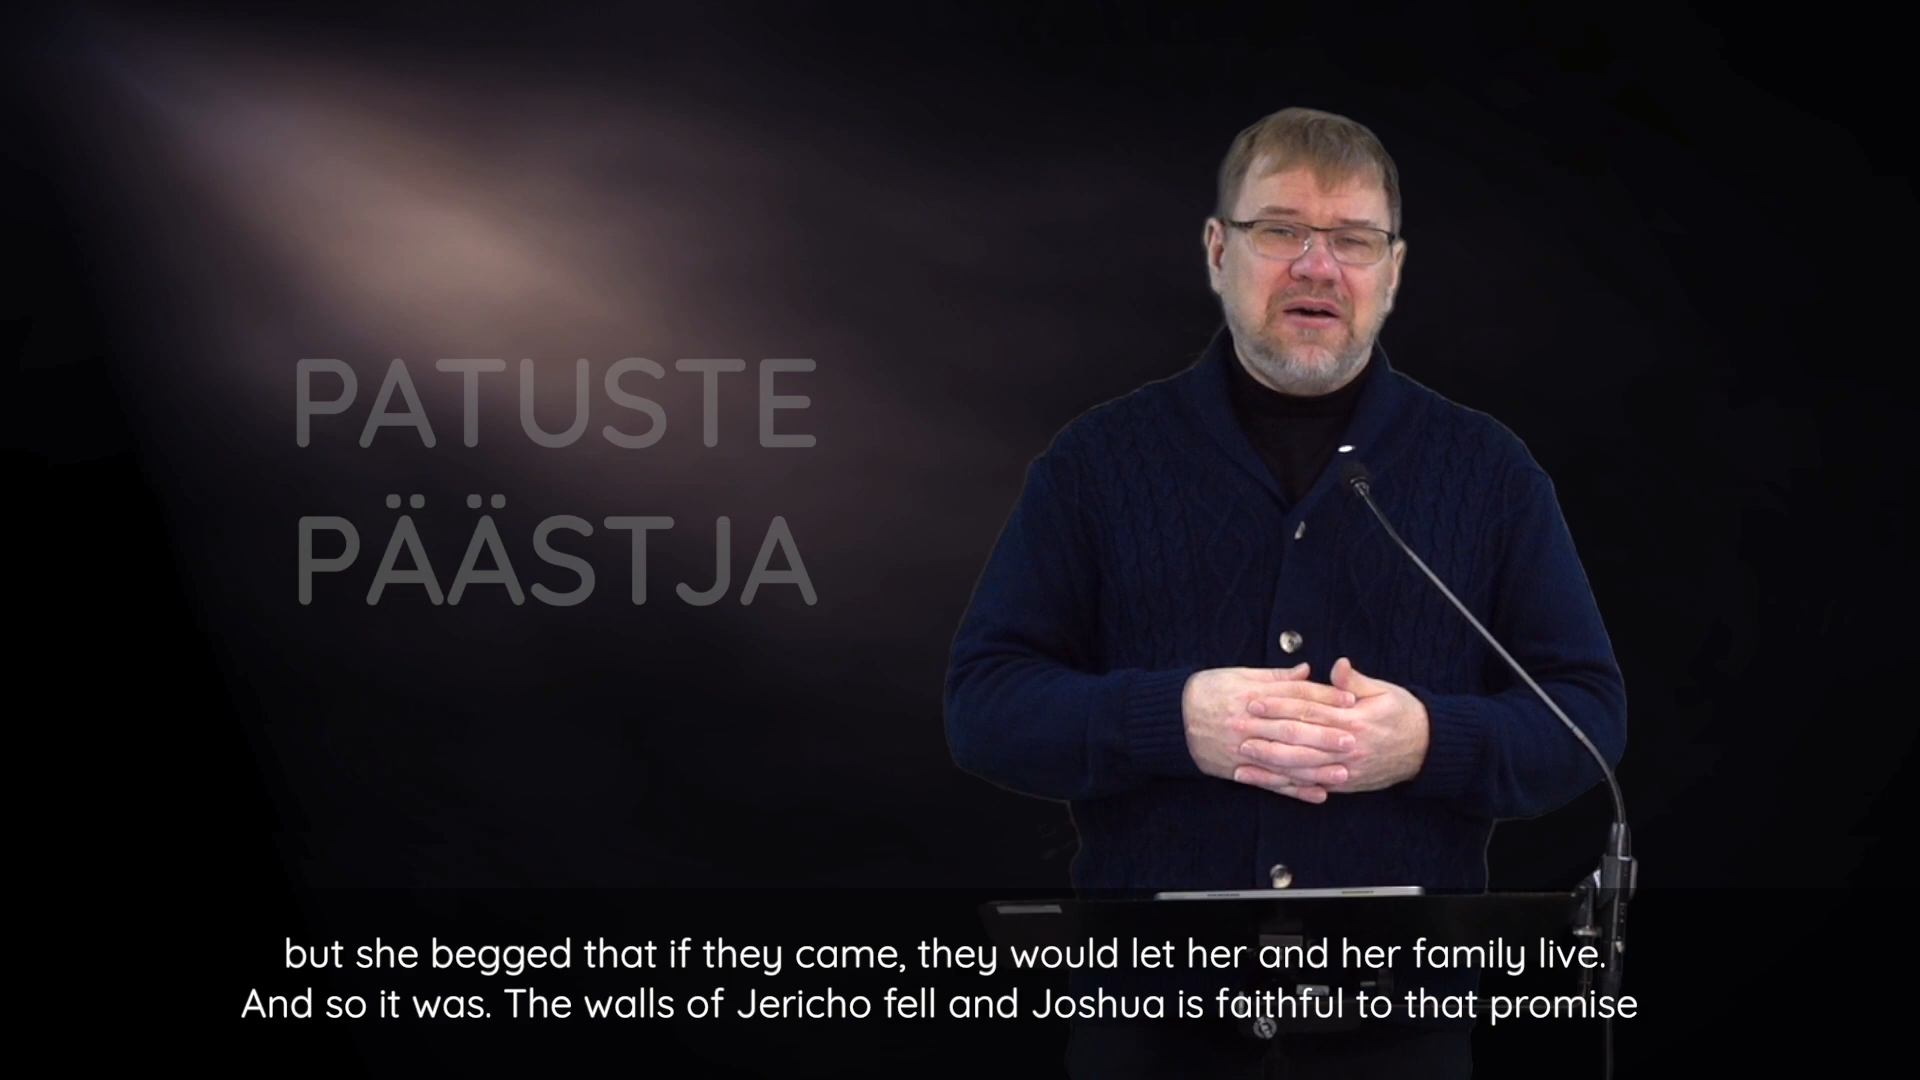 PATUSTE
PÄÄSTJA
but she begged that if they came, they would let her and her family live.
And so it was. The walls of Jericho fell and Joshua is faithful to that promise